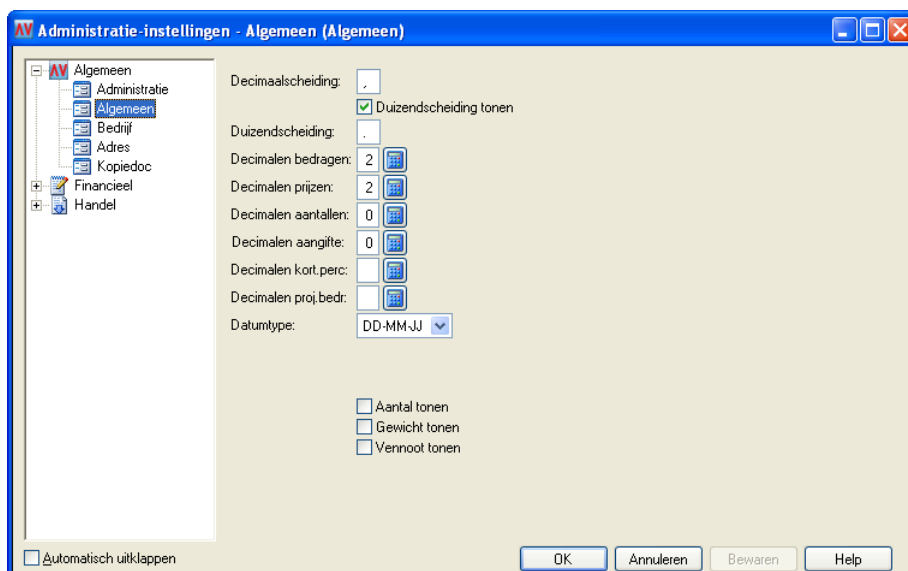 AV Administratie-instellingen - Algemeen (Algemeen)
AV Algemeen
Administratie
Algemeen
Bedrijf
Adres
Kopiedoc
Financieel
Handel
Decimaalscheiding: ,
Duizendscheiding tonen
Duizendscheiding: .
Decimalen bedragen: 2
Decimalen prijzen: 2
Decimalen aantallen: 0
Decimalen aangifte: 0
Decimalen kort.perc:
Decimalen proj.bedr:
Datumtype: DD-MM-JJ
Aantal tonen
Gewicht tonen
Vennoot tonen
Automatisch uitklappen
OK
Annuleren
Bewaren
Help